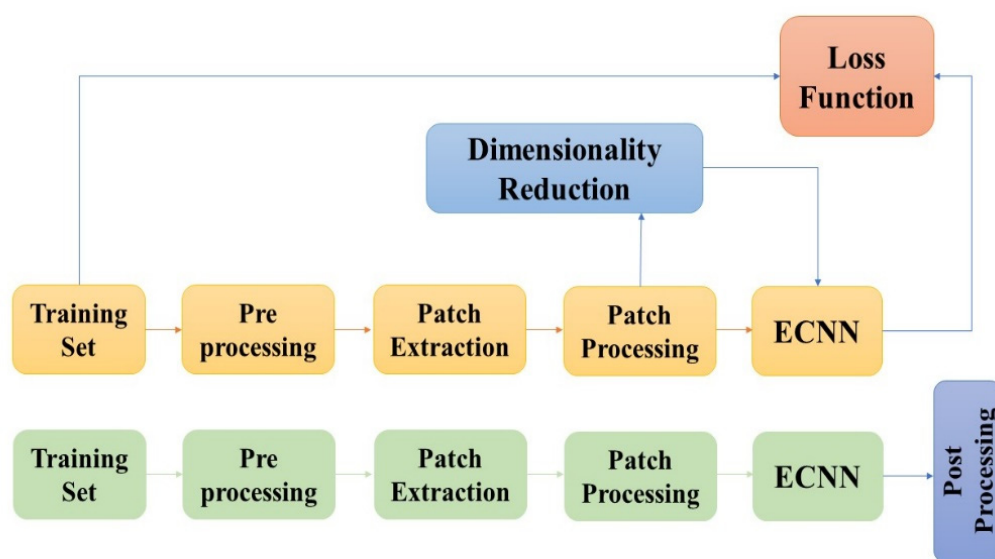 Loss
Function
Dimensionality
Reduction
Training
Set
Pre
processing
Patch
Extraction
Patch
Processing
ECNN
Training
Set
Pre
processing
Patch
Extraction
Patch
Processing
ECNN
Post
Processing